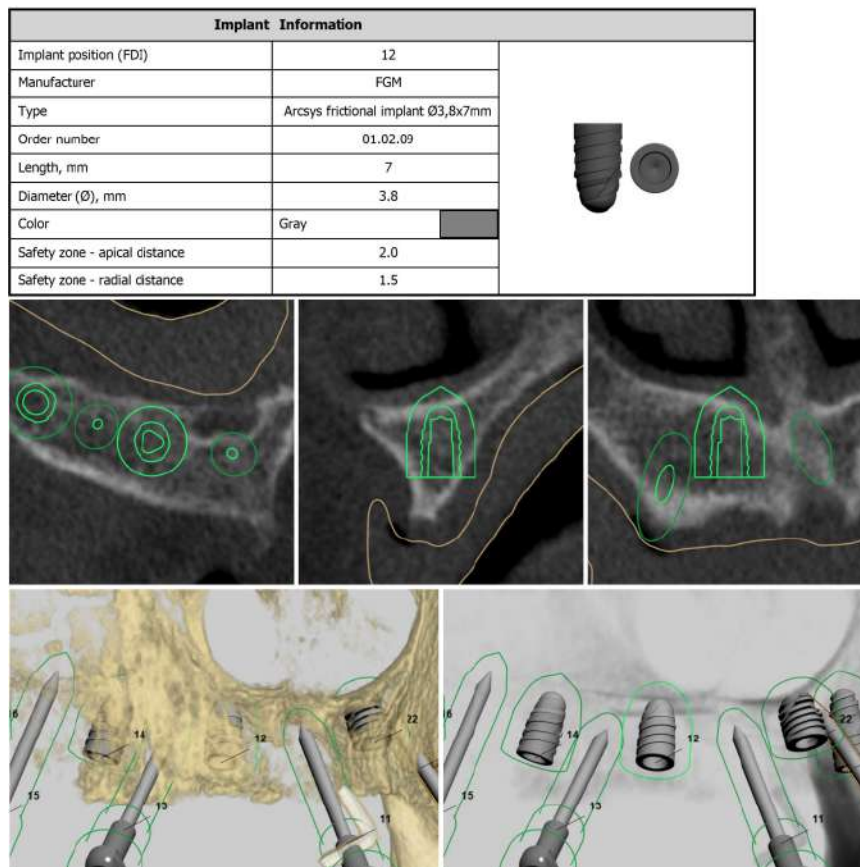 Implant Information
Implant position (FDI) 12
Manufacturer FGM
Type Arcsys frictional implant Ø3,8x7mm
Order number 01.02.09
Length, mm 7
Diameter (Ø), mm 3.8
Color Gray
Safety zone - apical distance 2.0
Safety zone - radial distance 1.5
16 14 12 22
15 13 11
16 14 12 22
15 13 11